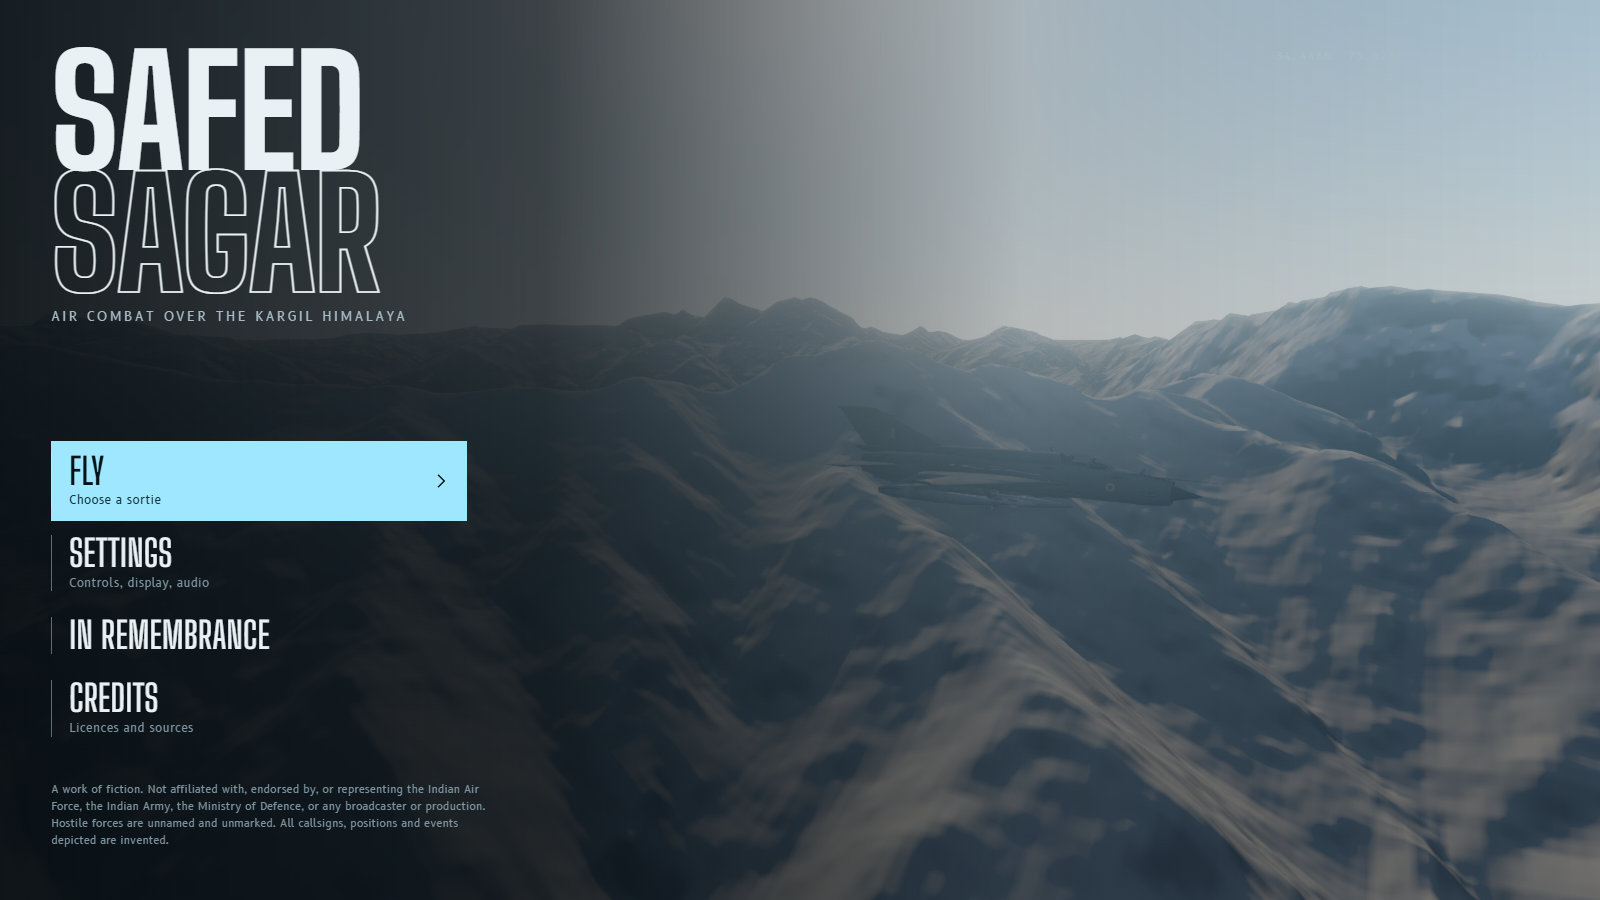 SAFED
SAGAR
AIR COMBAT OVER THE KARGIL HIMALAYA
FLY
Choose a sortie
SETTINGS
Controls, display, audio
IN REMEMBRANCE
CREDITS
Licences and sources
A work of fiction. Not affiliated with, endorsed by, or representing the Indian Air
Force, the Indian Army, the Ministry of Defence, or any broadcaster or production.
Hostile forces are unnamed and unmarked. All callsigns, positions and events
depicted are invented.